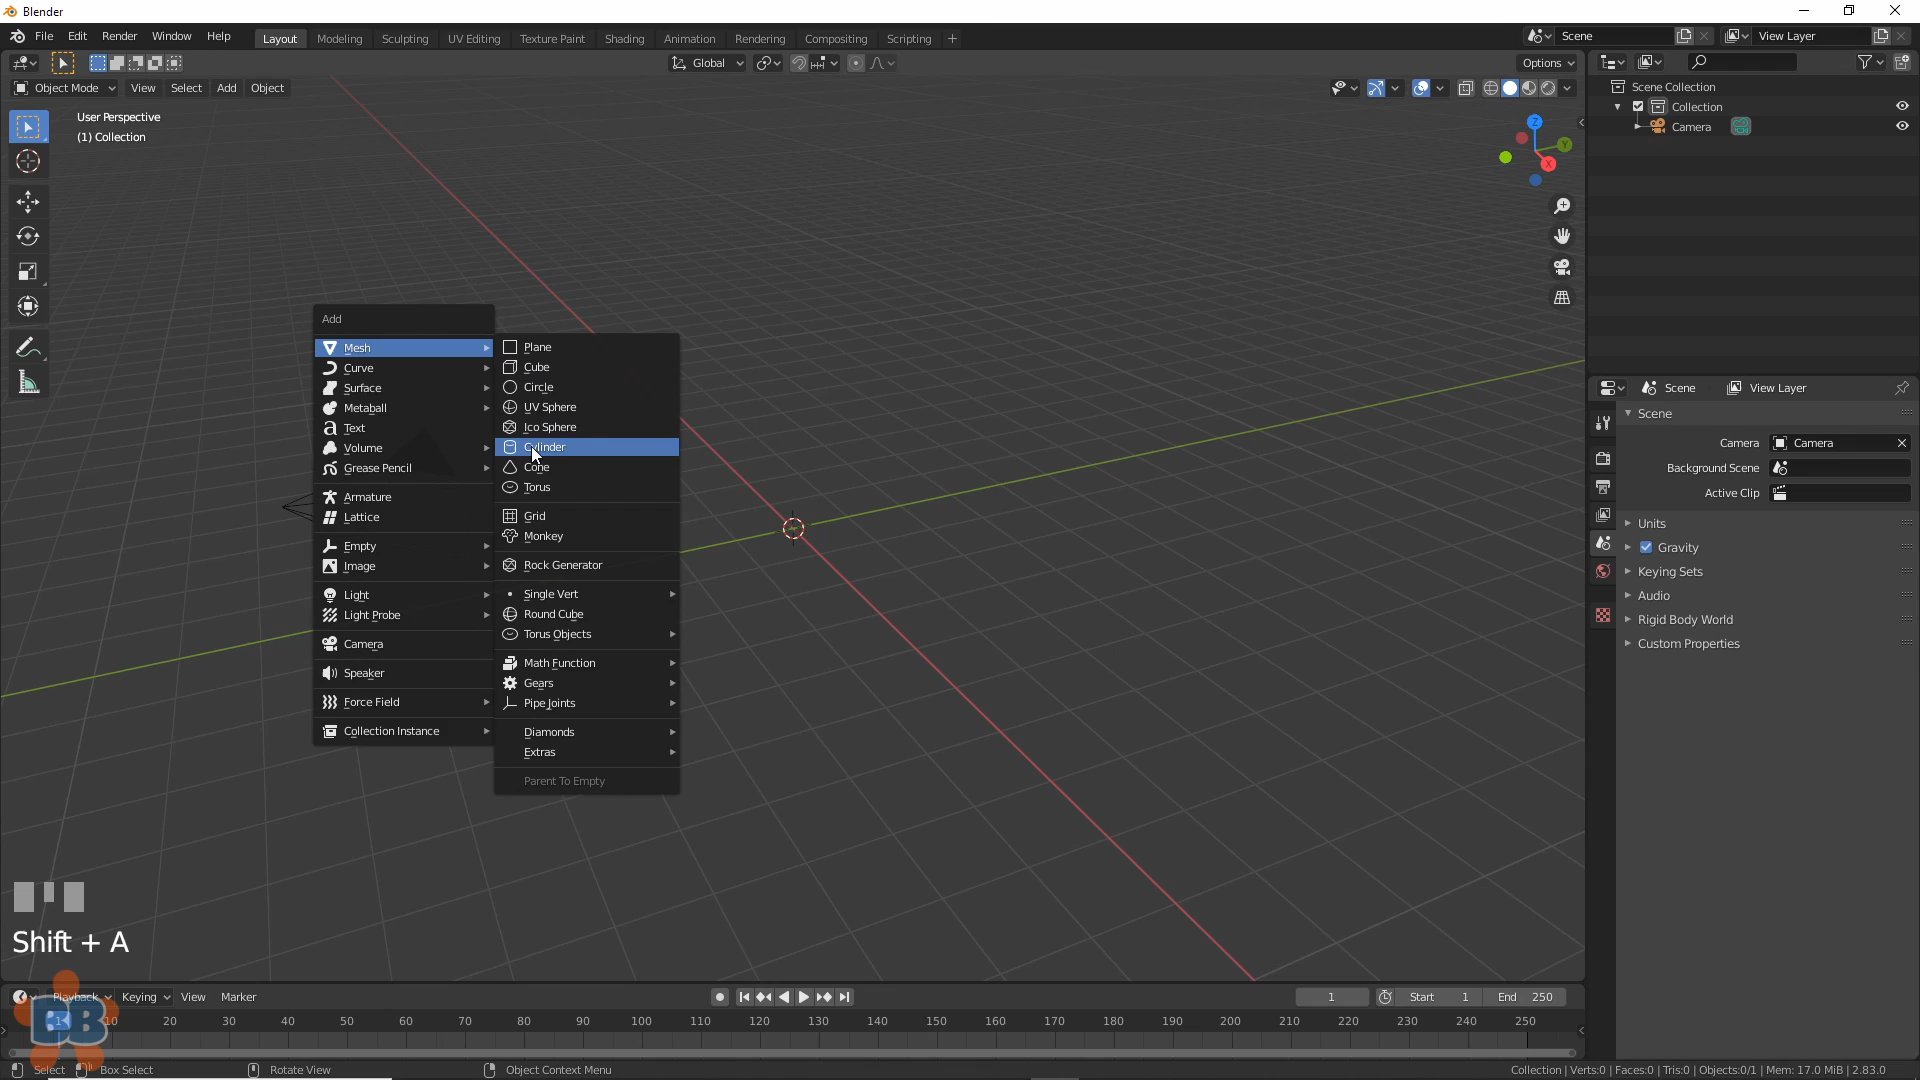 Blender
File Edit Render Window Help
Layout Modeling Sculpting UV Editing Texture Paint Shading Animation Rendering Compositing Scripting +
Scene
View Layer
Global
Options
Object Mode View Select Add Object
User Perspective
(1) Collection
Z
Y
X
Scene Collection
Collection
Camera
Add
Mesh
Curve
Surface
Metaball
Text
Volume
Grease Pencil
Armature
Lattice
Empty
Image
Light
Light Probe
Camera
Speaker
Force Field
Collection Instance
Plane
Cube
Circle
UV Sphere
Ico Sphere
Cylinder
Cone
Torus
Grid
Monkey
Rock Generator
Single Vert
Round Cube
Torus Objects
Math Function
Gears
Pipe Joints
Diamonds
Extras
Parent To Empty
Scene View Layer
Scene
Camera Camera
Background Scene
Active Clip
Units
Gravity
Keying Sets
Audio
Rigid Body World
Custom Properties
Shift + A
Playback Keying View Marker
1 Start 1 End 250
1 10 20 30 40 50 60 70 80 90 100 110 120 130 140 150 160 170 180 190 200 210 220 230 240 250
BB
Select Box Select Rotate View Object Context Menu
Collection | Verts:0 | Faces:0 | Tris:0 | Objects:0/1 | Mem: 17.0 MiB | 2.83.0